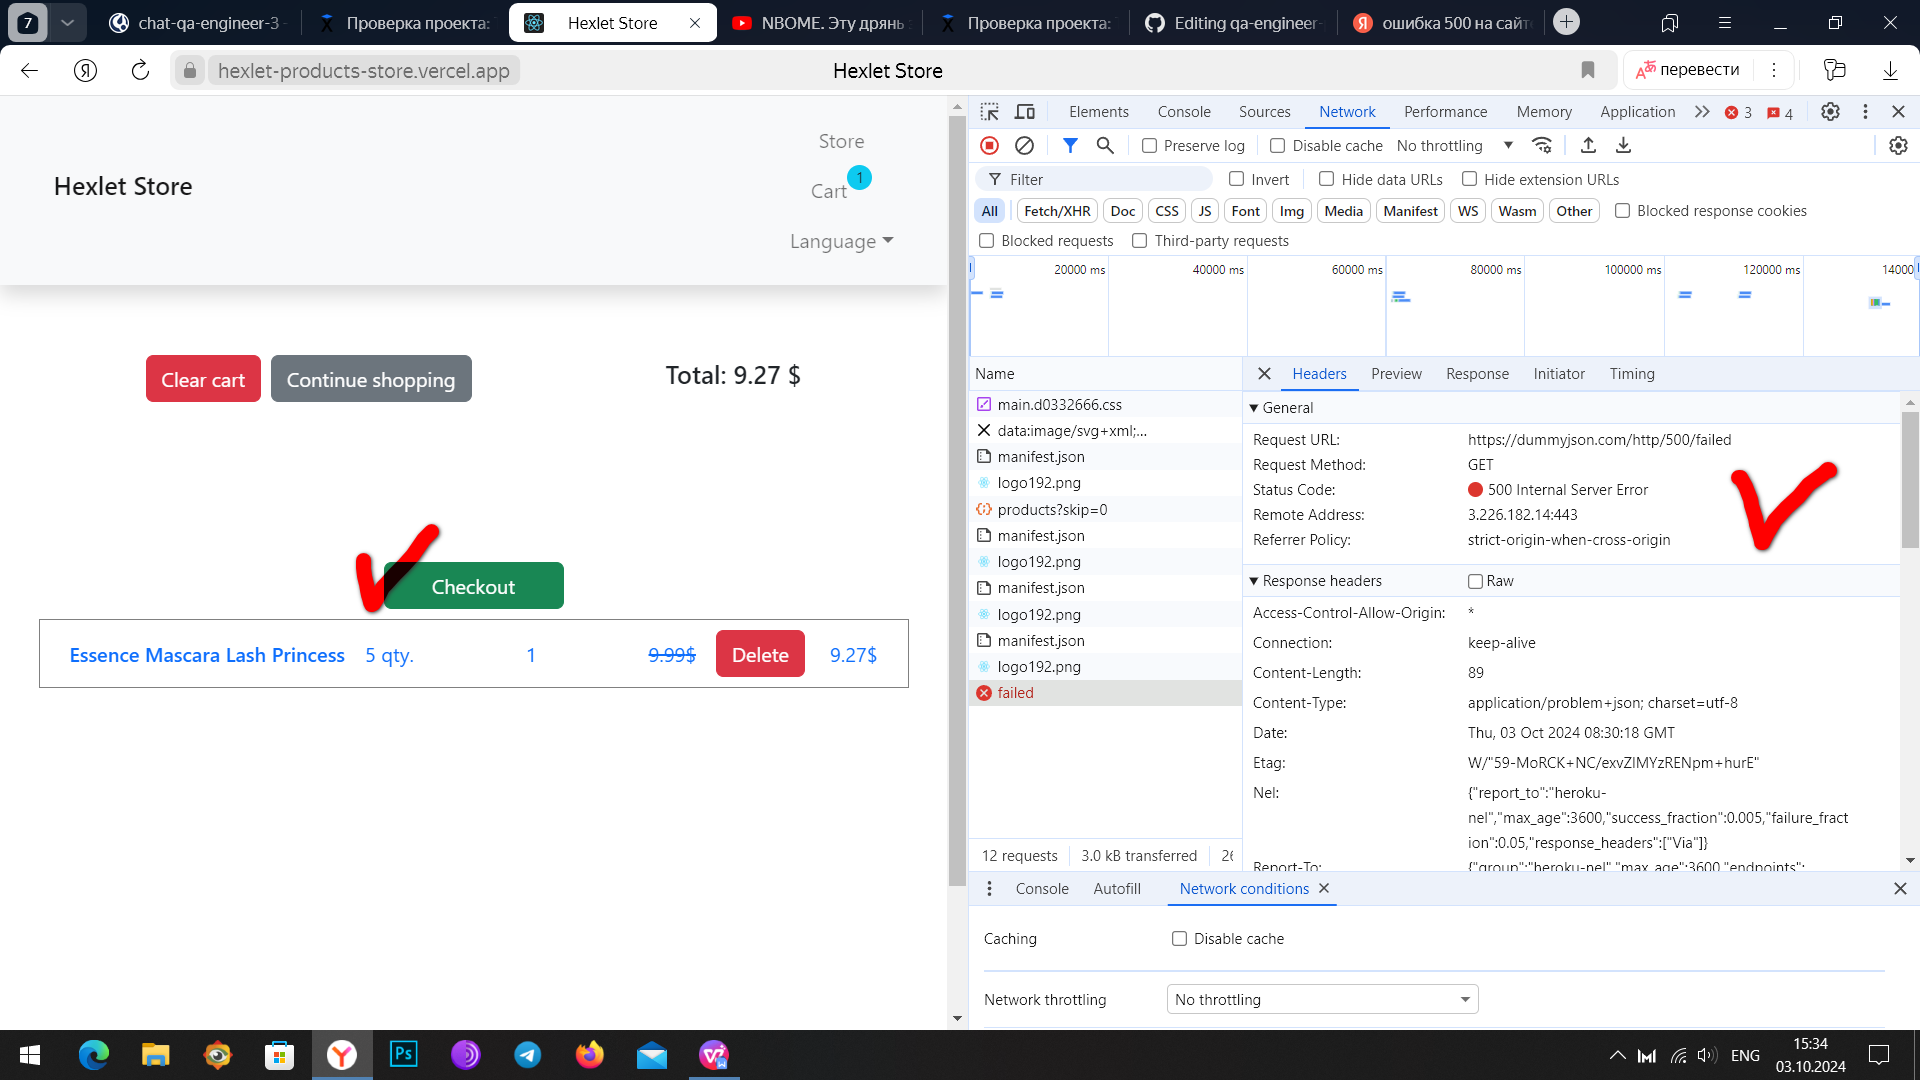 7
chat-qa-engineer-3 -
Проверка проекта:
Hexlet Store
NBOME. Эту дрянь
Проверка проекта:
Editing qa-engineer-
ошибка 500 на сайте
hexlet-products-store.vercel.app
Hexlet Store
перевести
Store
Hexlet Store
Cart 1
Language
Clear cart
Continue shopping
Total: 9.27 $
Checkout
Essence Mascara Lash Princess 5 qty. 1 9.99$ Delete 9.27$
Elements Console Sources Network Performance Memory Application 3 4
Preserve log Disable cache No throttling
Filter Invert Hide data URLs Hide extension URLs
All Fetch/XHR Doc CSS JS Font Img Media Manifest WS Wasm Other Blocked response cookies
Blocked requests Third-party requests
20000 ms 40000 ms 60000 ms 80000 ms 100000 ms 120000 ms 14000
Name
main.d0332666.css
data:image/svg+xml;...
manifest.json
logo192.png
products?skip=0
manifest.json
logo192.png
manifest.json
logo192.png
manifest.json
logo192.png
failed
12 requests 3.0 kB transferred
Headers Preview Response Initiator Timing
General
Request URL: https://dummyjson.com/http/500/failed
Request Method: GET
Status Code: 500 Internal Server Error
Remote Address: 3.226.182.14:443
Referrer Policy: strict-origin-when-cross-origin
Response headers Raw
Access-Control-Allow-Origin: *
Connection: keep-alive
Content-Length: 89
Content-Type: application/problem+json; charset=utf-8
Date: Thu, 03 Oct 2024 08:30:18 GMT
Etag: W/"59-MoRCK+NC/exvZIMYzRENpm+hurE"
Nel: {"report_to":"heroku-
nel","max_age":3600,"success_fraction":0.005,"failure_fract
ion":0.05,"response_headers":["Via"]}
Report-To: {"group":"heroku-nel","max_age":3600,"endpoints":
Console Autofill Network conditions
Caching Disable cache
Network throttling No throttling
ENG
15:34
03.10.2024